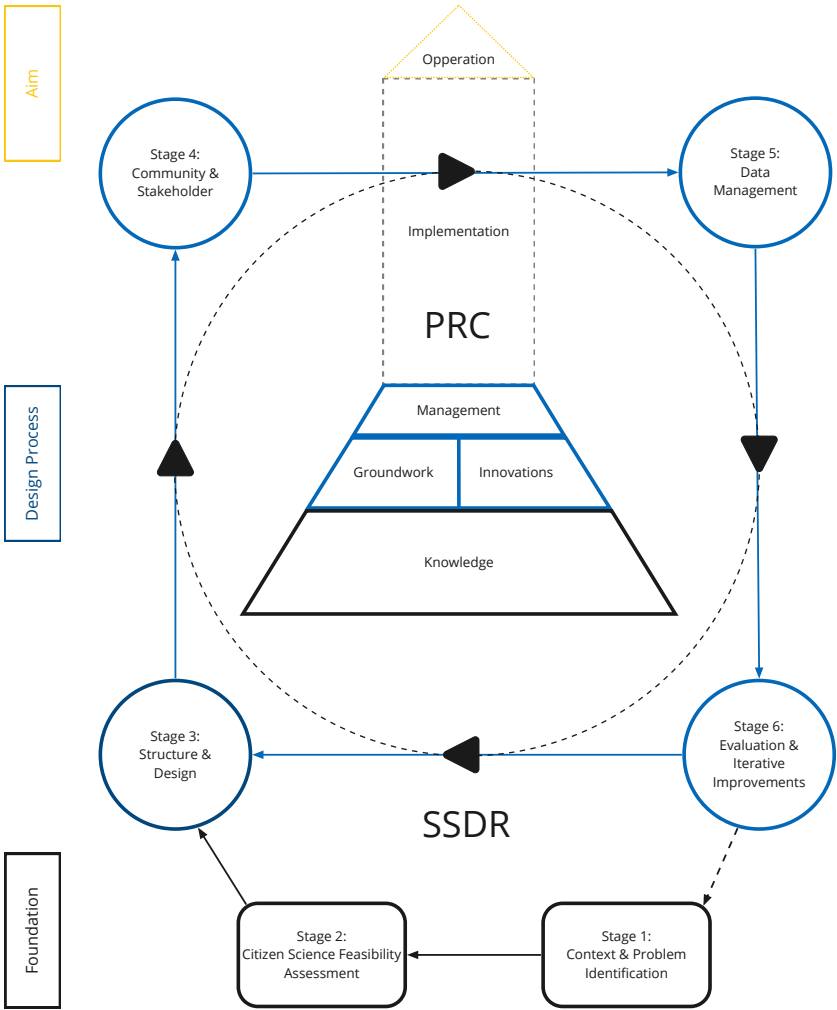 Aim
Opperation
Stage 4:
Community &
Stakeholder
Stage 5:
Data
Management
Implementation
PRC
Design Process
Management
Groundwork
Innovations
Knowledge
Stage 3:
Structure &
Design
Stage 6:
Evaluation &
Iterative
Improvements
SSDR
Foundation
Stage 2:
Citizen Science Feasibility
Assessment
Stage 1:
Context & Problem
Identification